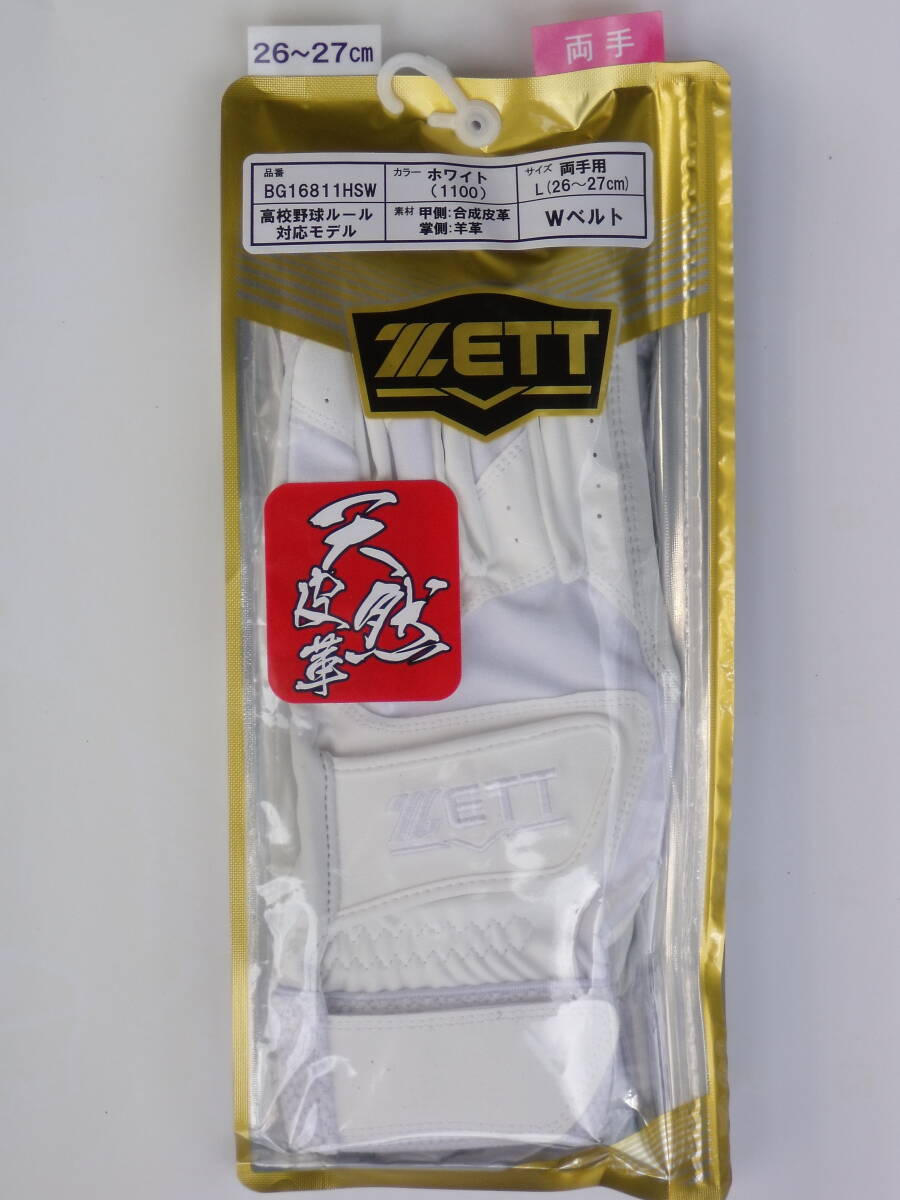 26～27cm
両手
品番
BG16811HSW
カラー ホワイト
(1100)
サイズ 両手用
L(26～27cm)
高校野球ルール
対応モデル
素材 甲側:合成皮革
掌側:羊革
Wベルト
ZETT
天然
皮革
ZETT